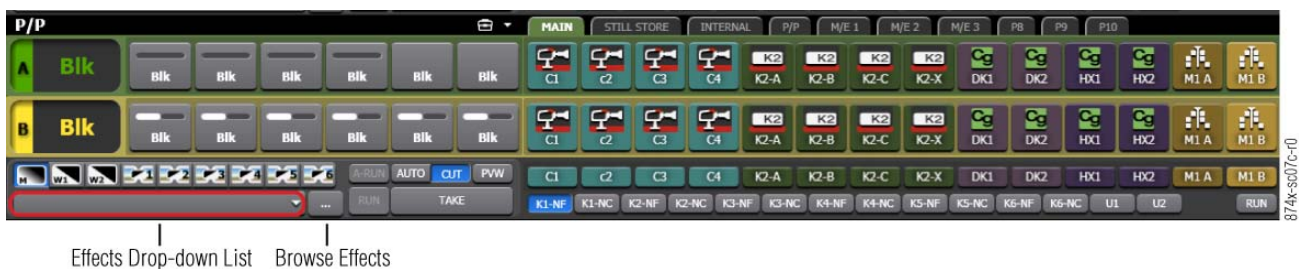 P/P MAIN STILL STORE INTERNAL P/P M/E 1 M/E 2 M/E 3 P8 P9 P10
A Blk Blk Blk Blk Blk Blk Blk C1 c2 C3 C4 K2 K2-A K2 K2-B K2 K2-C K2 K2-X Cg DK1 Cg DK2 Cg HX1 Cg HX2 M1 A M1 B
B Blk Blk Blk Blk Blk Blk Blk C1 c2 C3 C4 K2 K2-A K2 K2-B K2 K2-C K2 K2-X Cg DK1 Cg DK2 Cg HX1 Cg HX2 M1 A M1 B
M W1 W2 1 2 3 4 5 6 A-RUN AUTO CUT PVW C1 c2 C3 C4 K2-A K2-B K2-C K2-X DK1 DK2 HX1 HX2 M1 A M1 B
... RUN TAKE K1-NF K1-NC K2-NF K2-NC K3-NF K3-NC K4-NF K4-NC K5-NF K5-NC K6-NF K6-NC U1 U2 RUN
874x-sc07c-r0
Effects Drop-down List Browse Effects